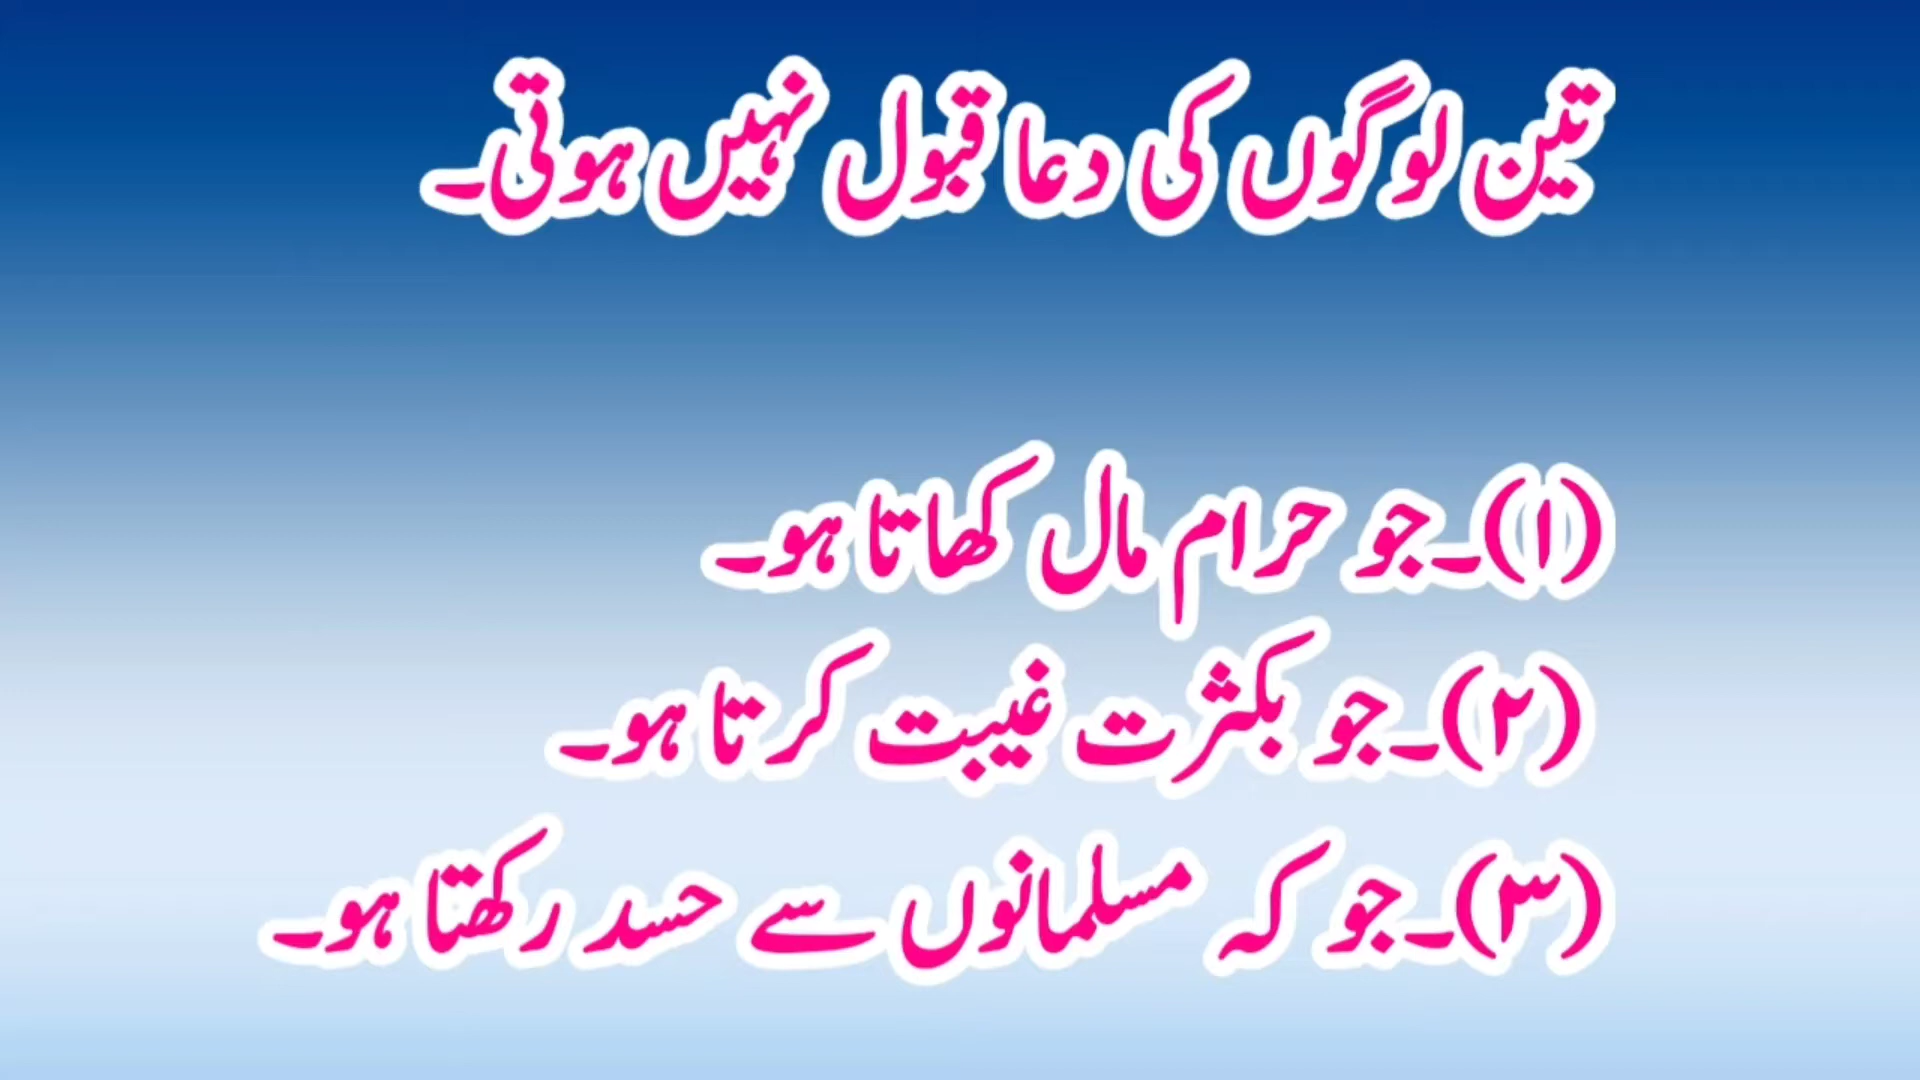 تین لوگوں کی دعا قبول نہیں ہوتی۔
(۱)۔جو حرام مال کھاتا ہو۔
(۲)۔جو بکثرت غیبت کرتا ہو۔
(۳)۔جو کہ مسلمانوں سے حسد رکھتا ہو۔